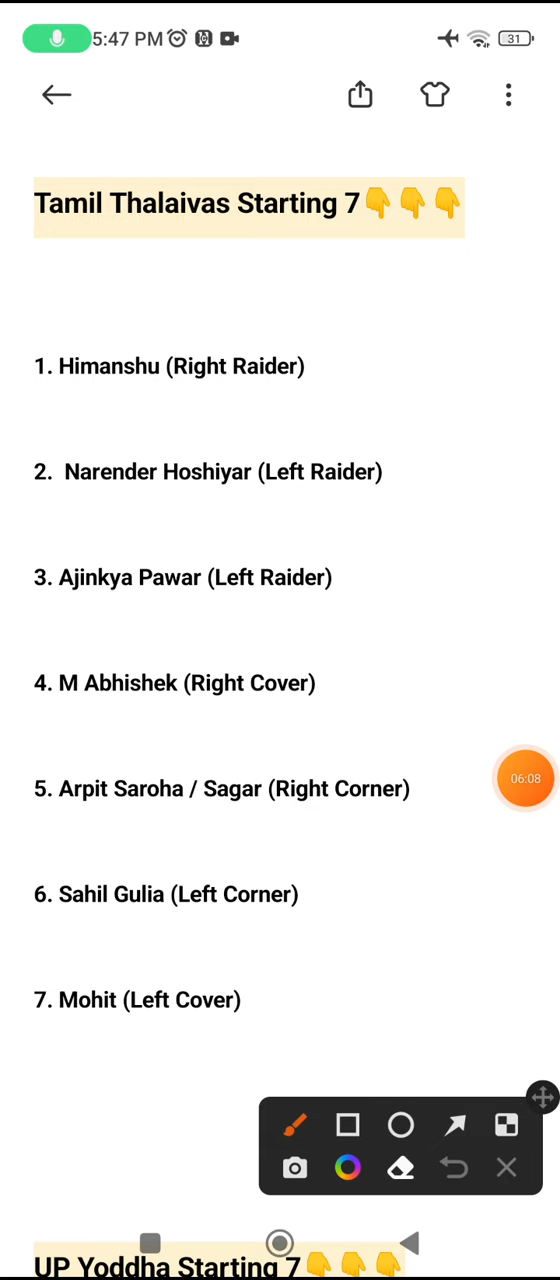 5:47 PM
31
Tamil Thalaivas Starting 7👇👇👇
1. Himanshu (Right Raider)
2. Narender Hoshiyar (Left Raider)
3. Ajinkya Pawar (Left Raider)
4. M Abhishek (Right Cover)
5. Arpit Saroha / Sagar (Right Corner)
06:08
6. Sahil Gulia (Left Corner)
7. Mohit (Left Cover)
UP Yoddha Starting 7👇👇👇